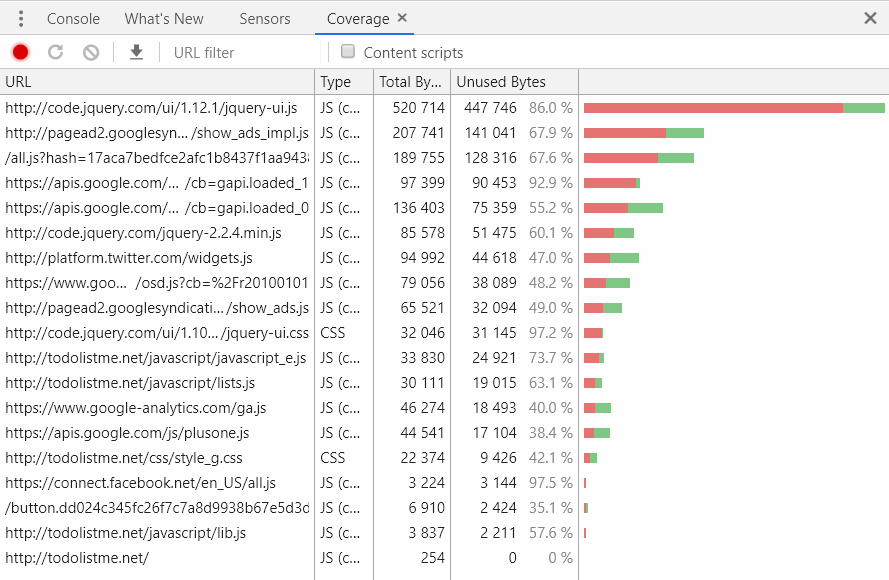 Console What's New Sensors Coverage ×
URL filter Content scripts
URL Type Total By... Unused Bytes
http://code.jquery.com/ui/1.12.1/jquery-ui.js JS (c... 520 714 447 746 86.0 %
http://pagead2.googlesyn... /show_ads_impl.js JS (c... 207 741 141 041 67.9 %
/all.js?hash=17aca7bedfce2afc1b8437f1aa943 JS (c... 189 755 128 316 67.6 %
https://apis.google.com/... /cb=gapi.loaded_1 JS (c... 97 399 90 453 92.9 %
https://apis.google.com/... /cb=gapi.loaded_0 JS (c... 136 403 75 359 55.2 %
http://code.jquery.com/jquery-2.2.4.min.js JS (c... 85 578 51 475 60.1 %
http://platform.twitter.com/widgets.js JS (c... 94 992 44 618 47.0 %
https://www.goo... /osd.js?cb=%2Fr20100101 JS (c... 79 056 38 089 48.2 %
http://pagead2.googlesyndicati... /show_ads.js JS (c... 65 521 32 094 49.0 %
http://code.jquery.com/ui/1.10... /jquery-ui.css CSS 32 046 31 145 97.2 %
http://todolistme.net/javascript/javascript_e.js JS (c... 33 830 24 921 73.7 %
http://todolistme.net/javascript/lists.js JS (c... 30 111 19 015 63.1 %
https://www.google-analytics.com/ga.js JS (c... 46 274 18 493 40.0 %
https://apis.google.com/js/plusone.js JS (c... 44 541 17 104 38.4 %
http://todolistme.net/css/style_g.css CSS 22 374 9 426 42.1 %
https://connect.facebook.net/en_US/all.js JS (c... 3 224 3 144 97.5 %
/button.dd024c345fc26f7c7a8d9938b67e5d3d JS (c... 6 910 2 424 35.1 %
http://todolistme.net/javascript/lib.js JS (c... 3 837 2 211 57.6 %
http://todolistme.net/ JS (c... 254 0 0 %